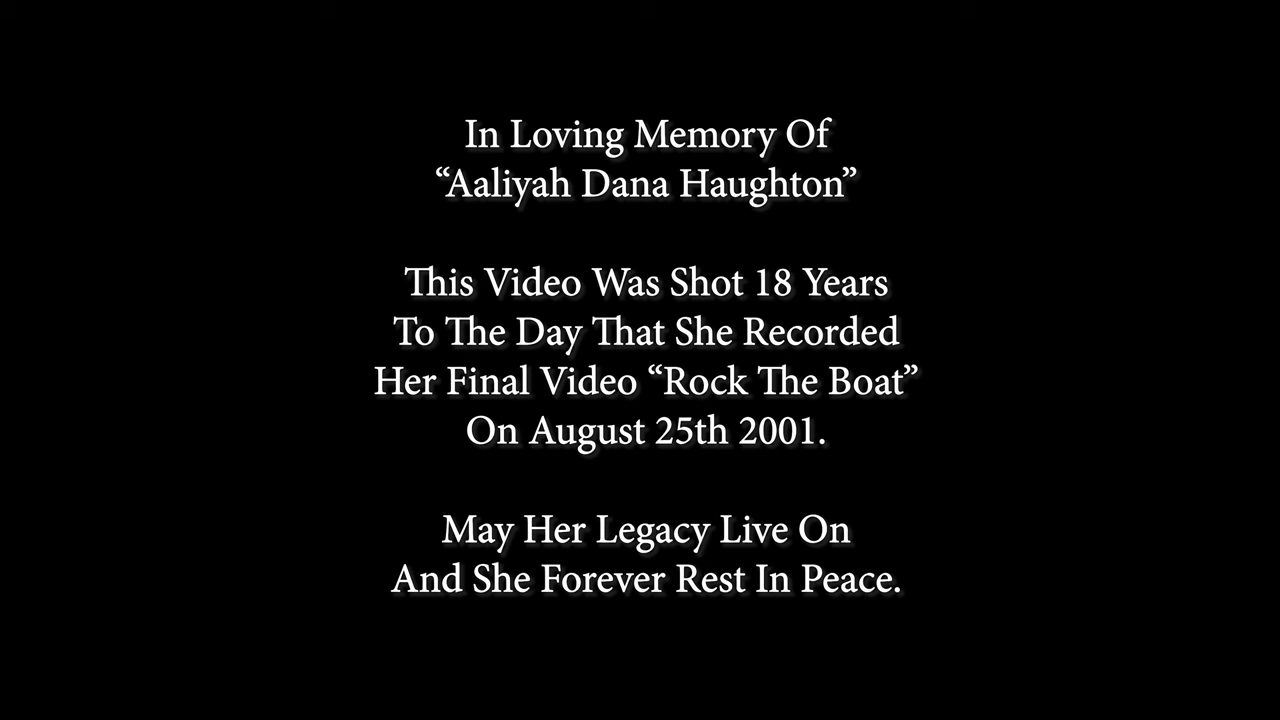 In Loving Memory Of
“Aaliyah Dana Haughton”
This Video Was Shot 18 Years
To The Day That She Recorded
Her Final Video “Rock The Boat”
On August 25th 2001.
May Her Legacy Live On
And She Forever Rest In Peace.